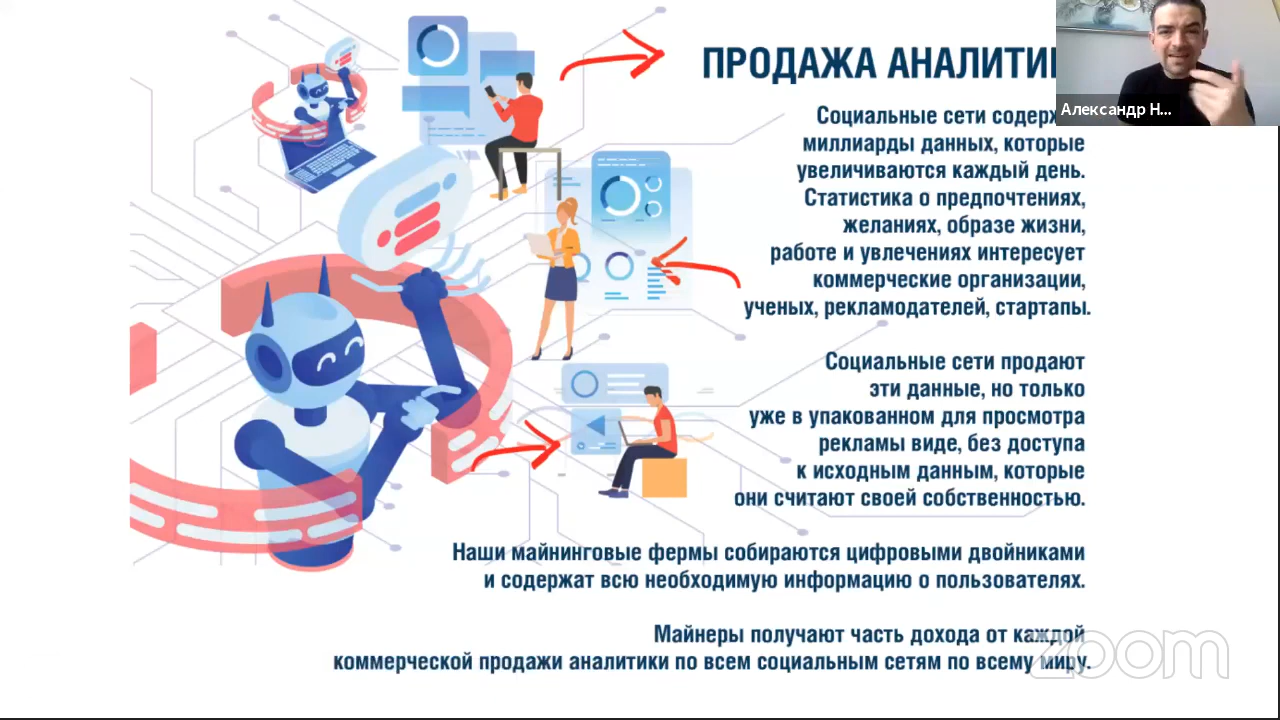 ПРОДАЖА АНАЛИТИ
Александр Н...
Социальные сети содерж
миллиарды данных, которые
увеличиваются каждый день.
Статистика о предпочтениях,
желаниях, образе жизни,
работе и увлечениях интересует
коммерческие организации,
ученых, рекламодателей, стартапы.
Социальные сети продают
эти данные, но только
уже в упакованном для просмотра
рекламы виде, без доступа
к исходным данным, которые
они считают своей собственностью.
Наши майнинговые фермы собираются цифровыми двойниками
и содержат всю необходимую информацию о пользователях.
Майнеры получают часть дохода от каждой
коммерческой продажи аналитики по всем социальным сетям по всему миру.
zoom